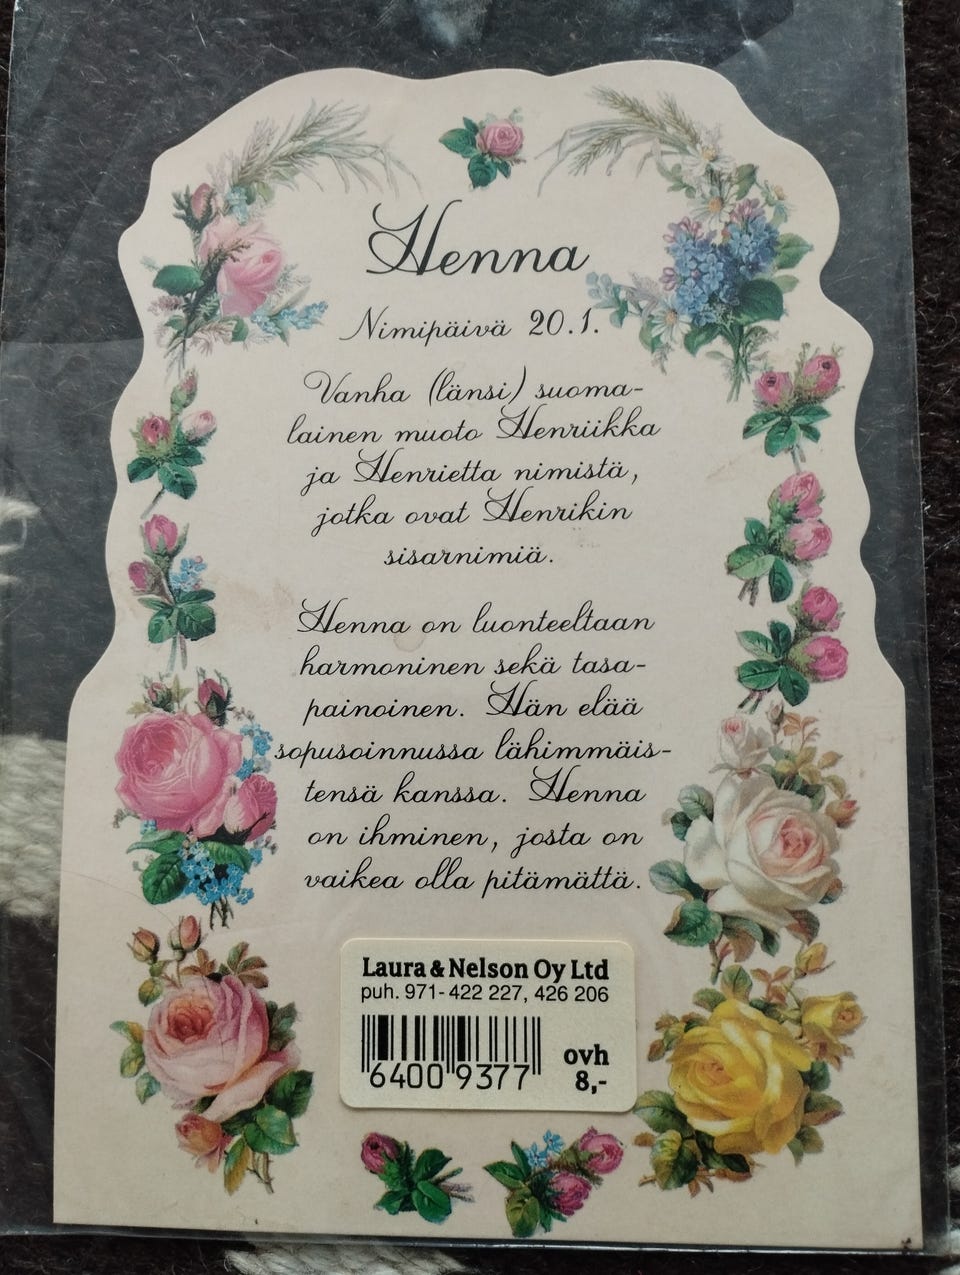 Henna
Nimipäivä 20.1.
Vanha (länsi) suoma-
lainen muoto Henriikka
ja Henrietta nimistä,
jotka ovat Henrikin
sisarnimiä.
Henna on luonteeltaan
harmoninen sekä tasa-
painoinen. Hän elää
sopusoinnussa lähimmäis-
tensä kanssa. Henna
on ihminen, josta on
vaikea olla pitämättä.
Laura & Nelson Oy Ltd
puh. 971-422 227, 426 206
6400 9377
ovh
8,-